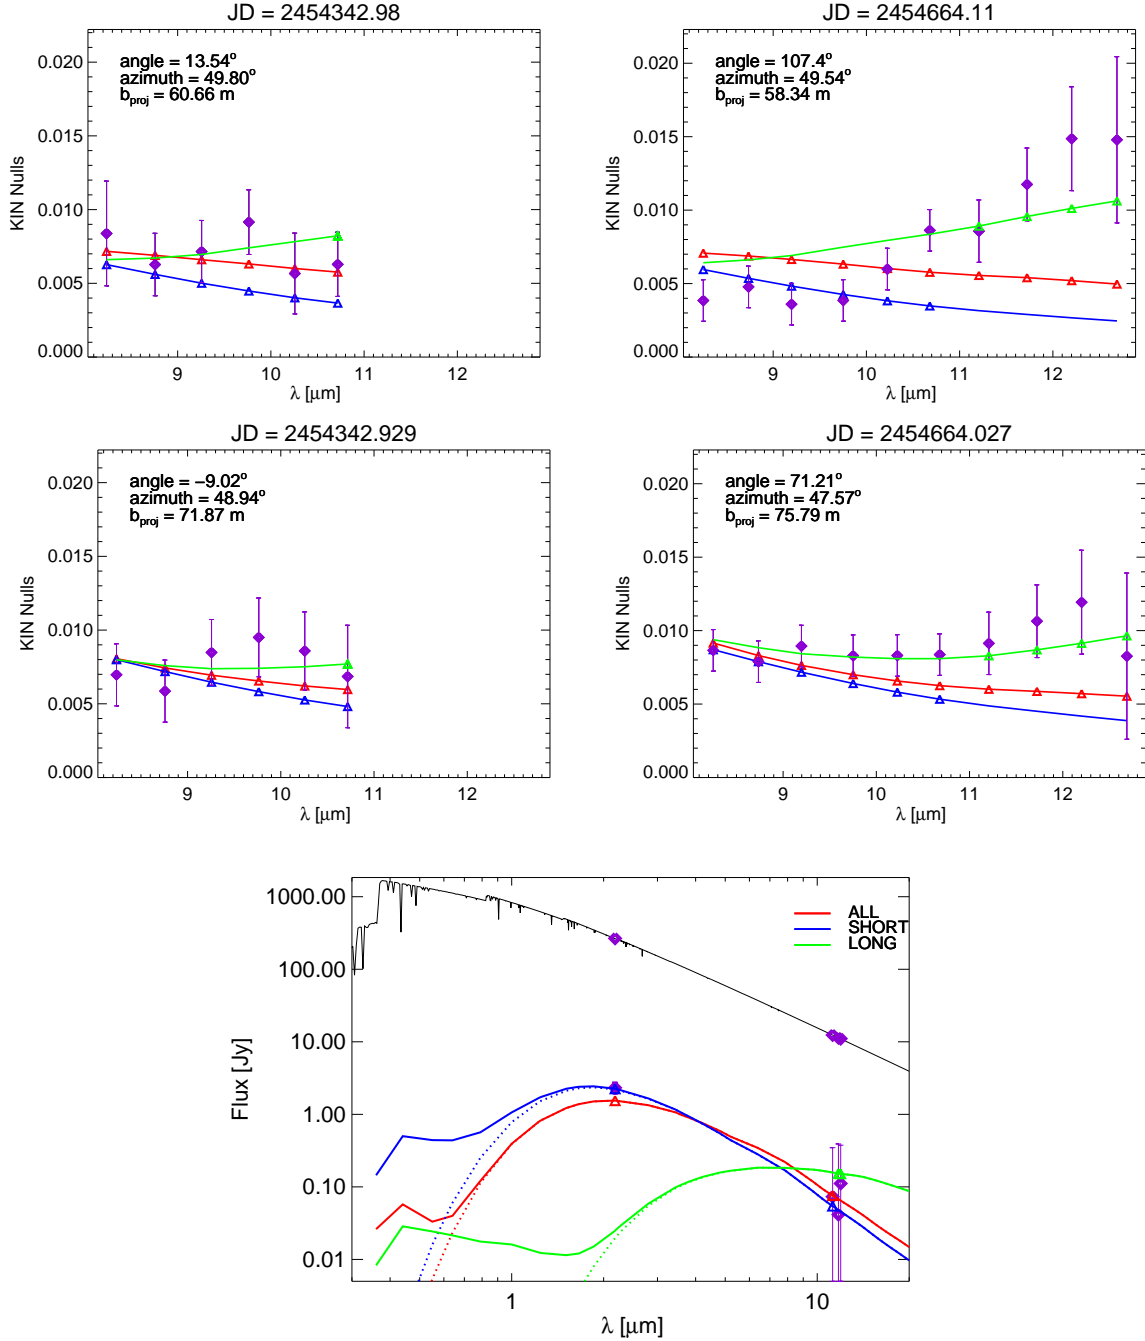 JD = 2454342.98
angle = 13.54°
azimuth = 49.80°
b_proj = 60.66 m
KIN Nulls
0.020
0.015
0.010
0.005
0.000
9 10 11 12
λ [μm]
JD = 2454664.11
angle = 107.4°
azimuth = 49.54°
b_proj = 58.34 m
KIN Nulls
0.020
0.015
0.010
0.005
0.000
9 10 11 12
λ [μm]
JD = 2454342.929
angle = −9.02°
azimuth = 48.94°
b_proj = 71.87 m
KIN Nulls
0.020
0.015
0.010
0.005
0.000
9 10 11 12
λ [μm]
JD = 2454664.027
angle = 71.21°
azimuth = 47.57°
b_proj = 75.79 m
KIN Nulls
0.020
0.015
0.010
0.005
0.000
9 10 11 12
λ [μm]
ALL
SHORT
LONG
Flux [Jy]
1000.00
100.00
10.00
1.00
0.10
0.01
1 10
λ [μm]